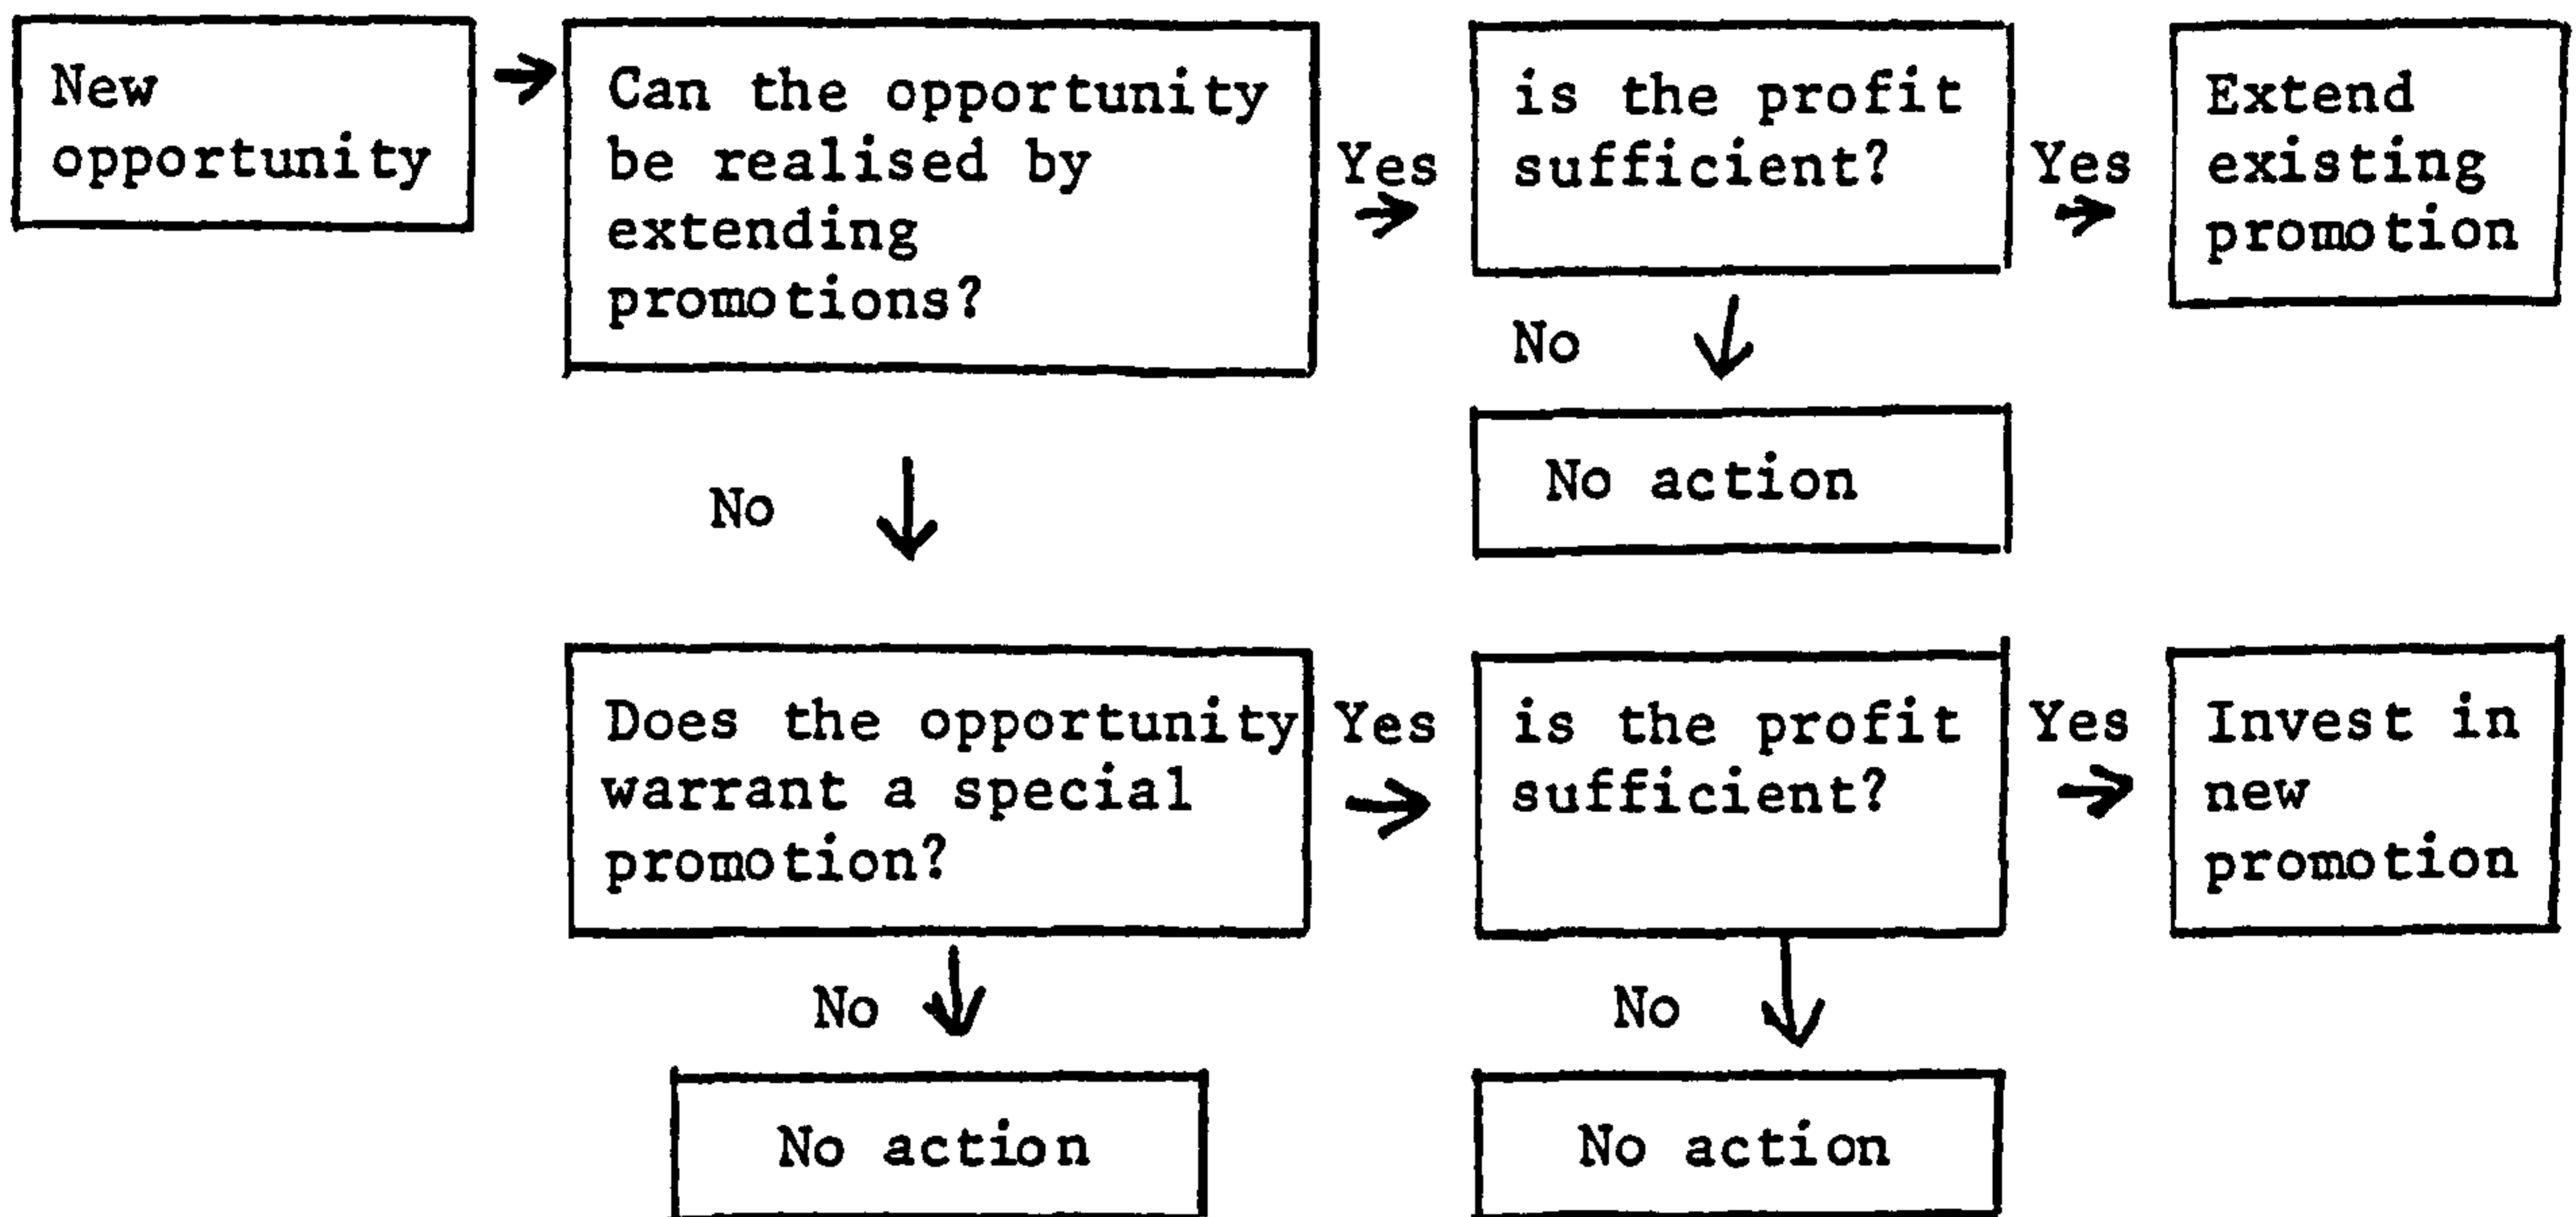 New
opportunity
Can the opportunity
be realised by
extending
promotions?
Yes
is the profit
sufficient?
Yes
Extend
existing
promotion
No
No action
No
Does the opportunity
warrant a special
promotion?
Yes
is the profit
sufficient?
Yes
Invest in
new
promotion
No
No action
No
No action